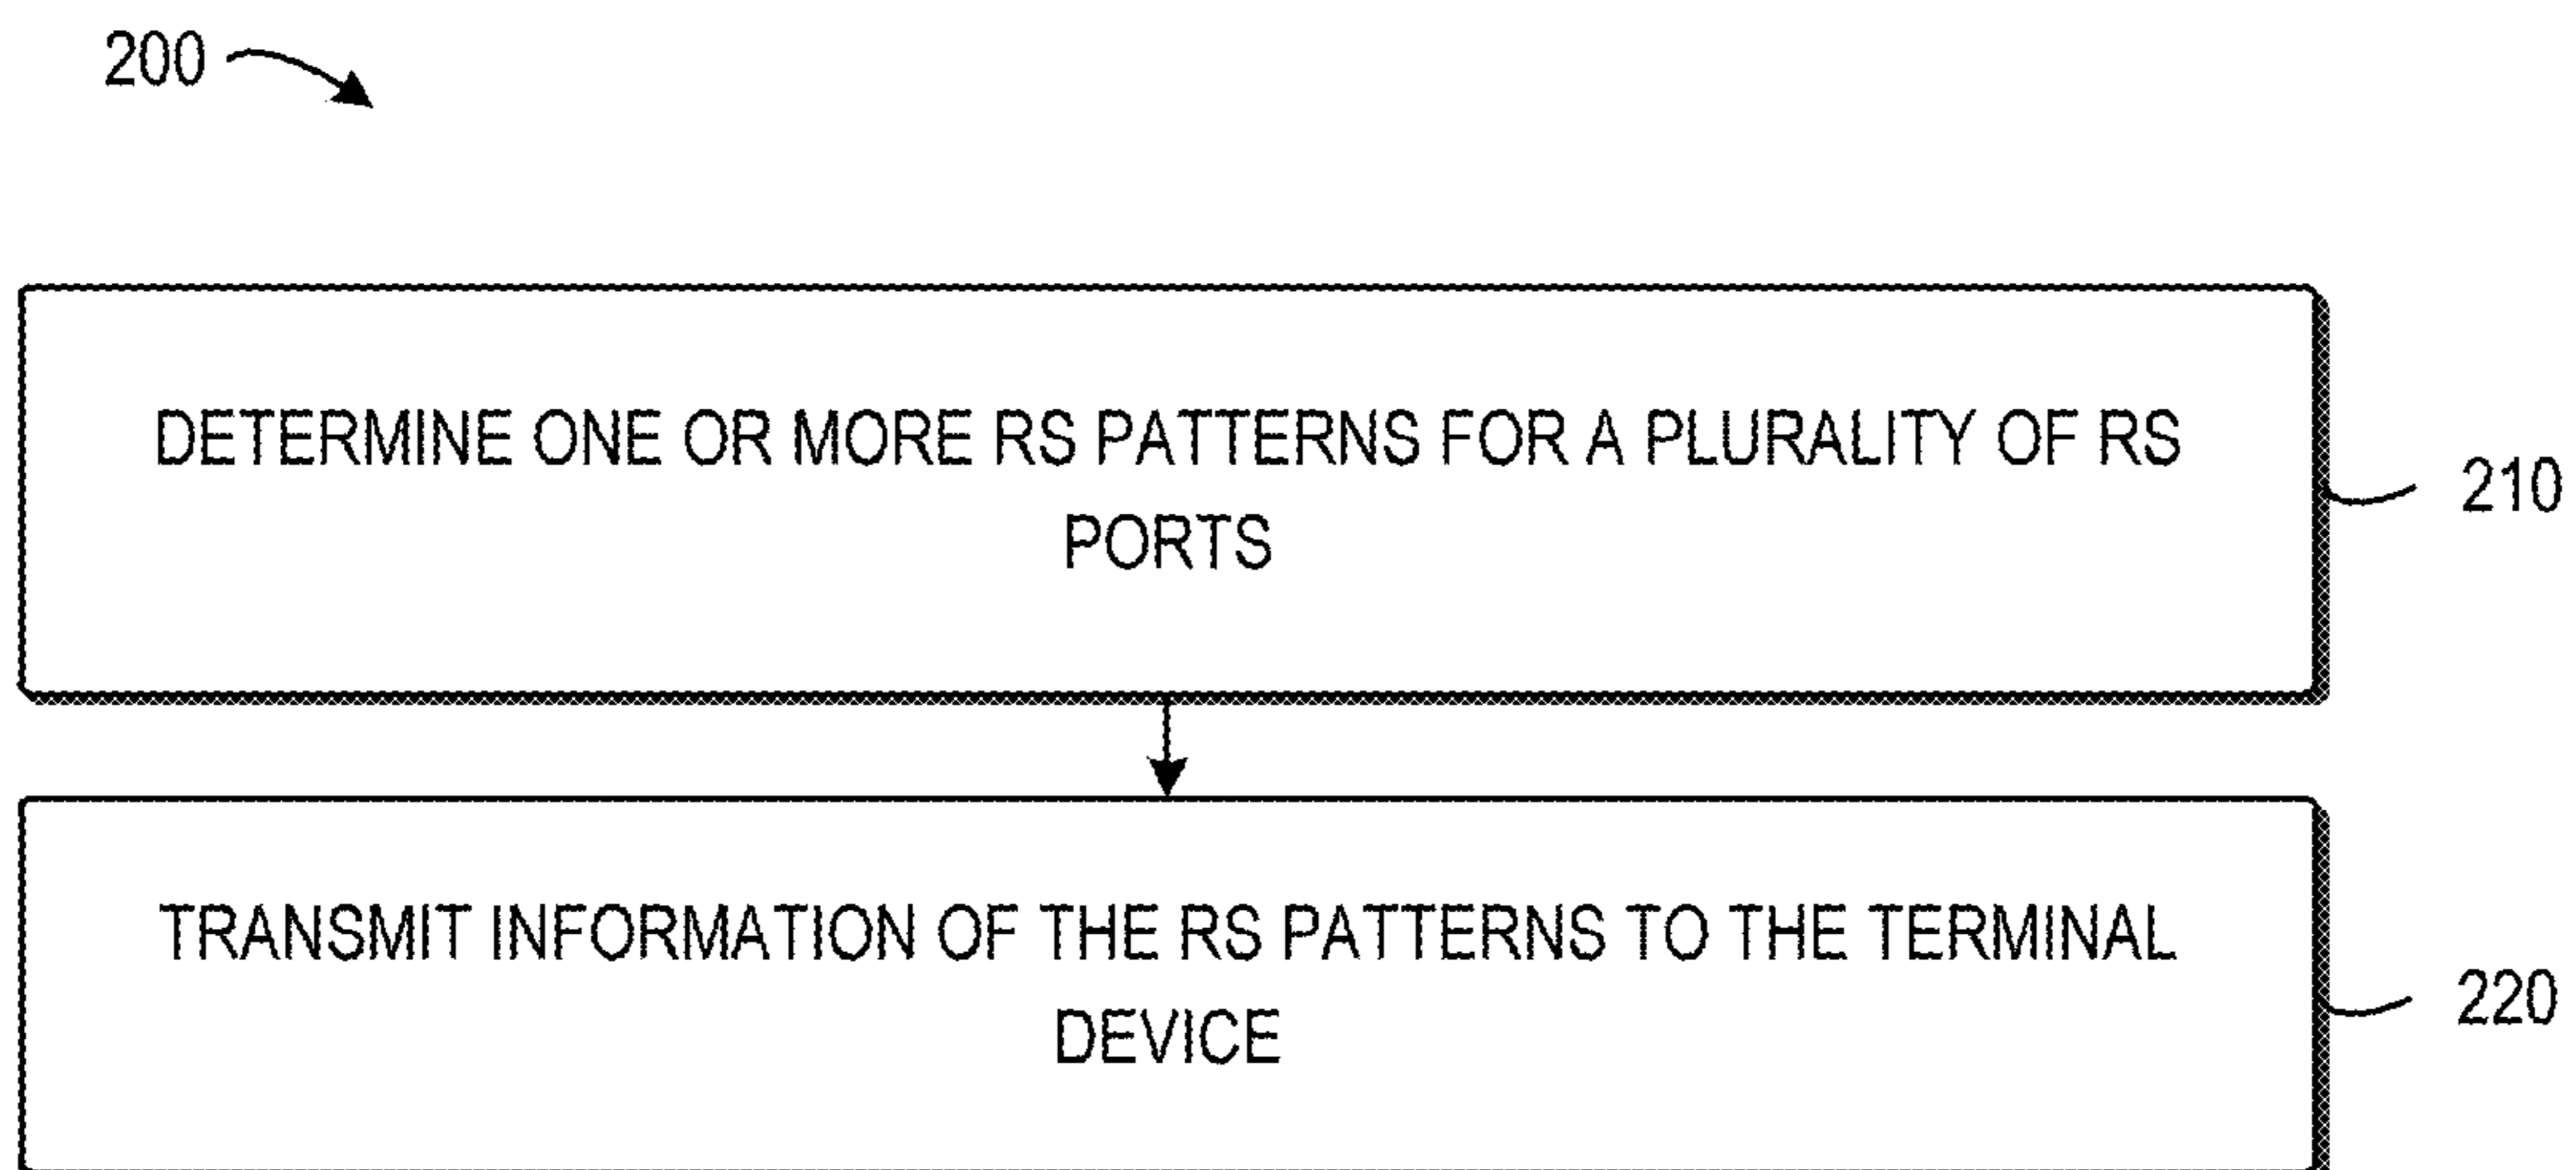 200
DETERMINE ONE OR MORE RS PATTERNS FOR A PLURALITY OF RS
PORTS
210
TRANSMIT INFORMATION OF THE RS PATTERNS TO THE TERMINAL
DEVICE
220